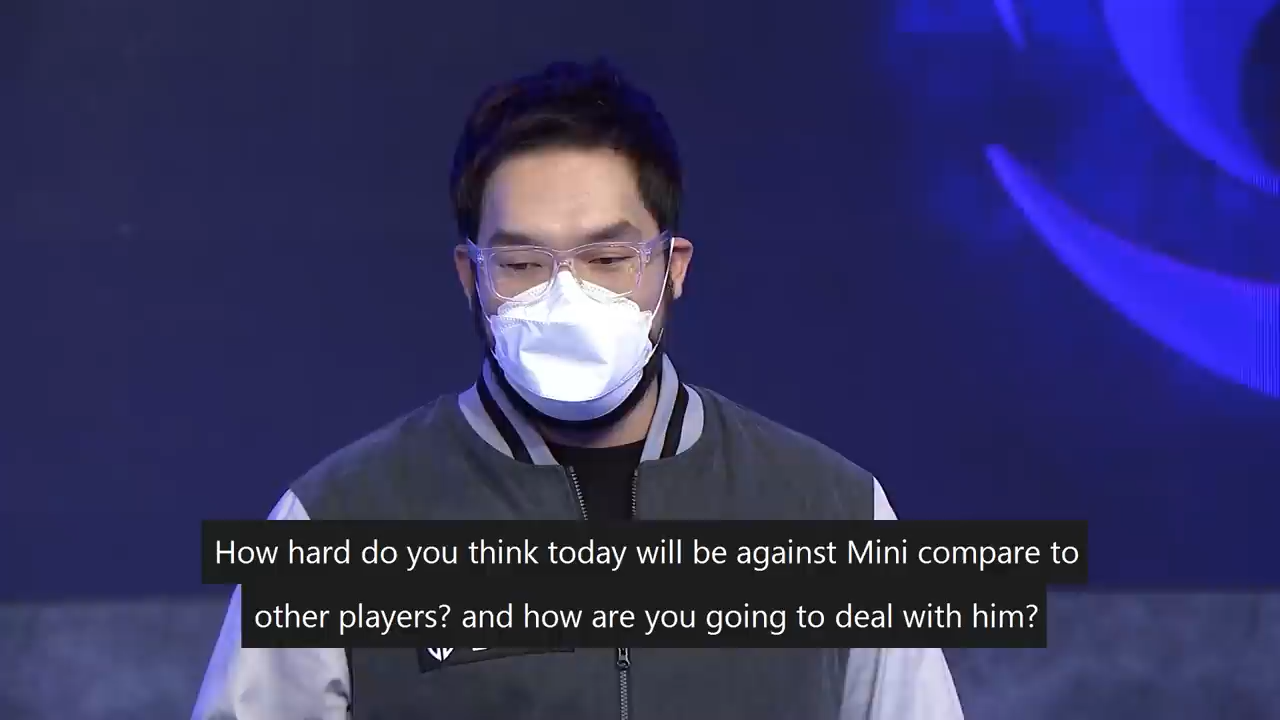 How hard do you think today will be against Mini compare to
other players? and how are you going to deal with him?